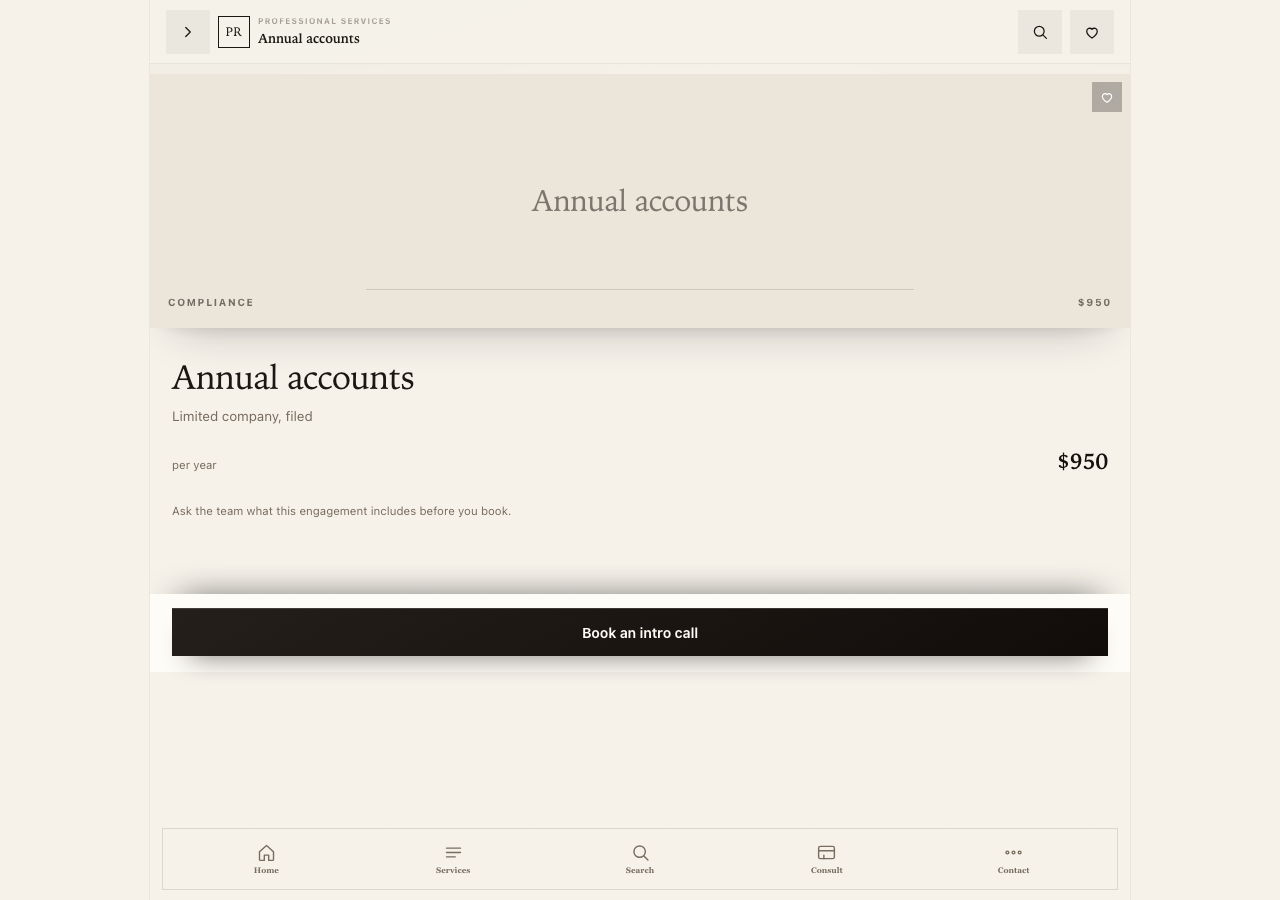 PR
PROFESSIONAL SERVICES
Annual accounts
Annual accounts
COMPLIANCE
$950
Annual accounts
Limited company, filed
per year
$950
Ask the team what this engagement includes before you book.
Book an intro call
Home
Services
Search
Consult
Contact